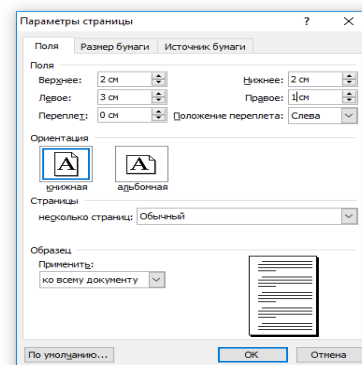 Параметры страницы ? ×
Поля Размер бумаги Источник бумаги
Поля
Верхнее: 2 см Нижнее: 2 см
Левое: 3 см Правое: 1 см
Переплет: 0 см Положение переплета: Слева
Ориентация
A A
книжная альбомная
Страницы
несколько страниц: Обычный
Образец
Применить:
ко всему документу
По умолчанию... ОК Отмена